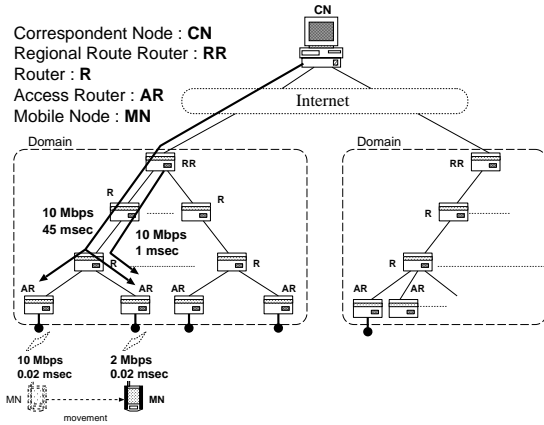 CN
Correspondent Node : CN
Regional Route Router : RR
Router : R
Access Router : AR
Mobile Node : MN
Internet
Domain
Domain
RR
RR
R
R
R
10 Mbps
45 msec
10 Mbps
1 msec
R
R
R
AR
AR
AR
AR
AR
AR
10 Mbps
0.02 msec
2 Mbps
0.02 msec
MN
MN
movement